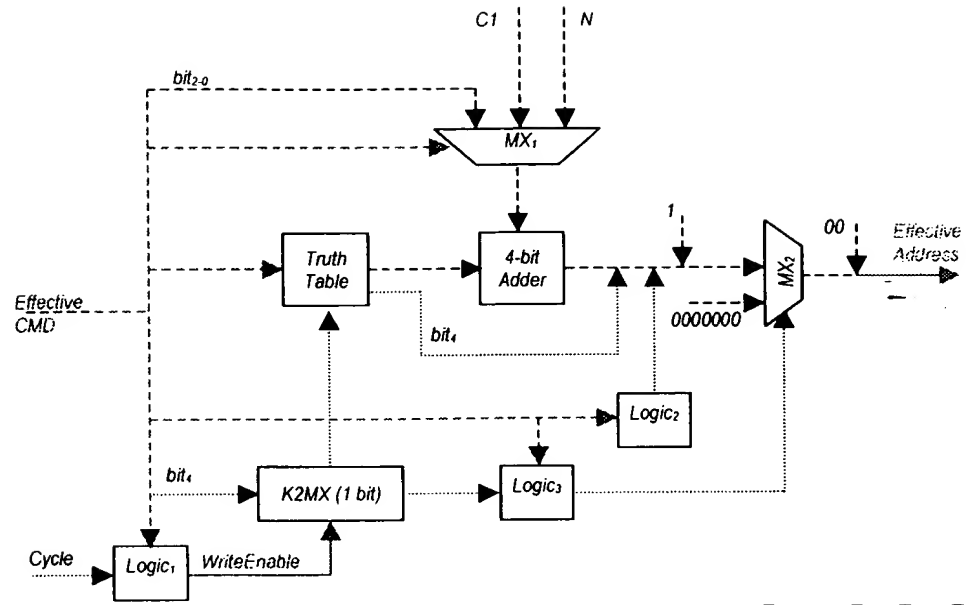 C1 N
bit2-0
MX1
1
00
Effective
Address
Truth
Table
4-bit
Adder
MX2
Effective
CMD
bit4
0000000
Logic2
bit4
K2MX (1 bit)
Logic3
Cycle
Logic1
WriteEnable